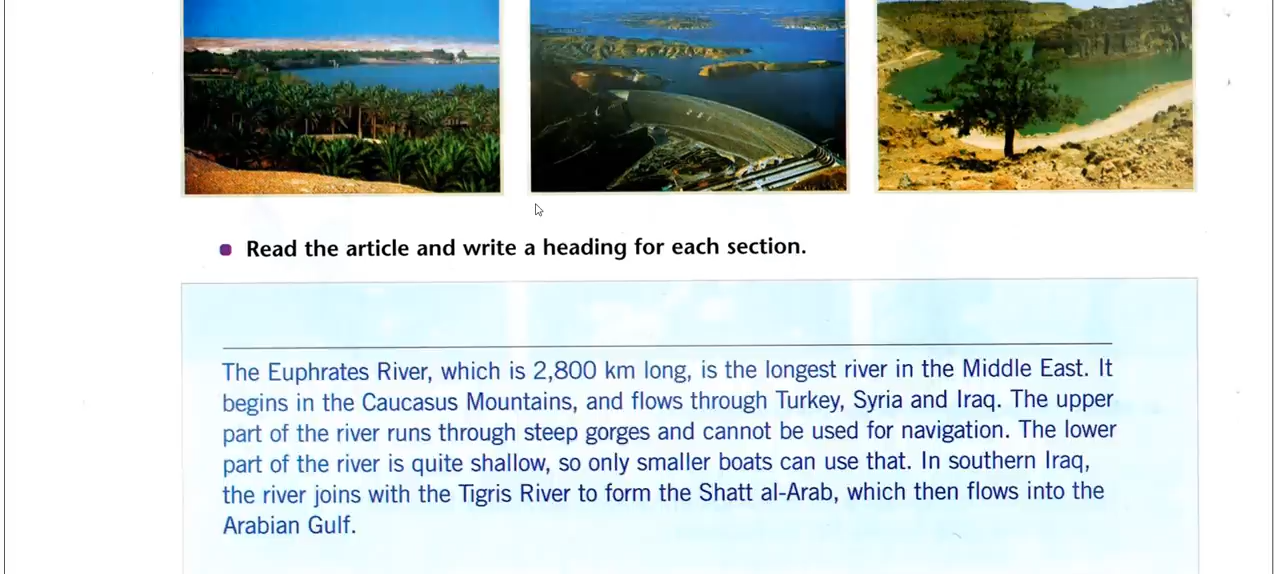 Read the article and write a heading for each section.
The Euphrates River, which is 2,800 km long, is the longest river in the Middle East. It
begins in the Caucasus Mountains, and flows through Turkey, Syria and Iraq. The upper
part of the river runs through steep gorges and cannot be used for navigation. The lower
part of the river is quite shallow, so only smaller boats can use that. In southern Iraq,
the river joins with the Tigris River to form the Shatt al-Arab, which then flows into the
Arabian Gulf.